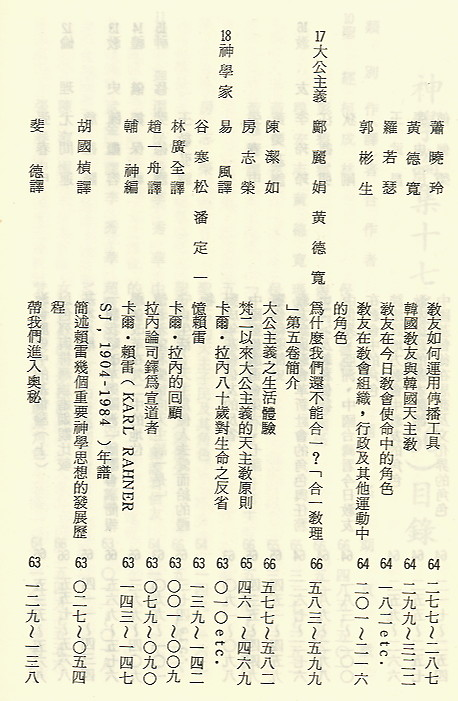 蕭曉玲 教友如何運用傳播工具 64 二七七~二八七
黃德寬 韓國教友與韓國天主教 64 二九九~三二二
羅若瑟 教友在今日教會使命中的角色 64 一八二etc.
郭彬生 教友在教會組織,行政及其他運動中 64 二〇一~二一六
的角色
17大公主義 鄺麗娟 黃德寬 爲什麼我們還不能合一?「合一教理 66 五八三~五九九
」第五卷簡介
陳潔如 大公主義之生活體驗 66 五七七~五八二
房志榮 梵二以來大公主義的天主教原則 65 四六一~四六九
18神學家 易風譯 卡爾・拉內八十歲對生命之反省 63 〇一〇etc.
谷寒松 潘定一 憶賴雷 63 一三九~一四二
林廣全譯 卡爾・拉內的回顧 63 〇〇一~〇〇九
趙一舟譯 拉內論司鐸爲宣道者 63 〇七九~〇九〇
輔神編 卡爾・賴雷(KARL RAHNER 63 一四三~一四七
SJ, 1904-1984)年譜
胡國楨譯 簡述賴雷幾個重要神學思想的發展歷 63 〇二七~〇五四
程
斐德譯 帶我們進入奧秘 63 一二九~一三八